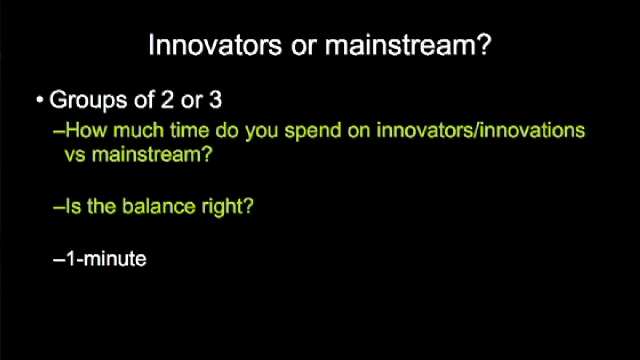 Innovators or mainstream?
• Groups of 2 or 3
–How much time do you spend on innovators/innovations
vs mainstream?
–Is the balance right?
–1-minute